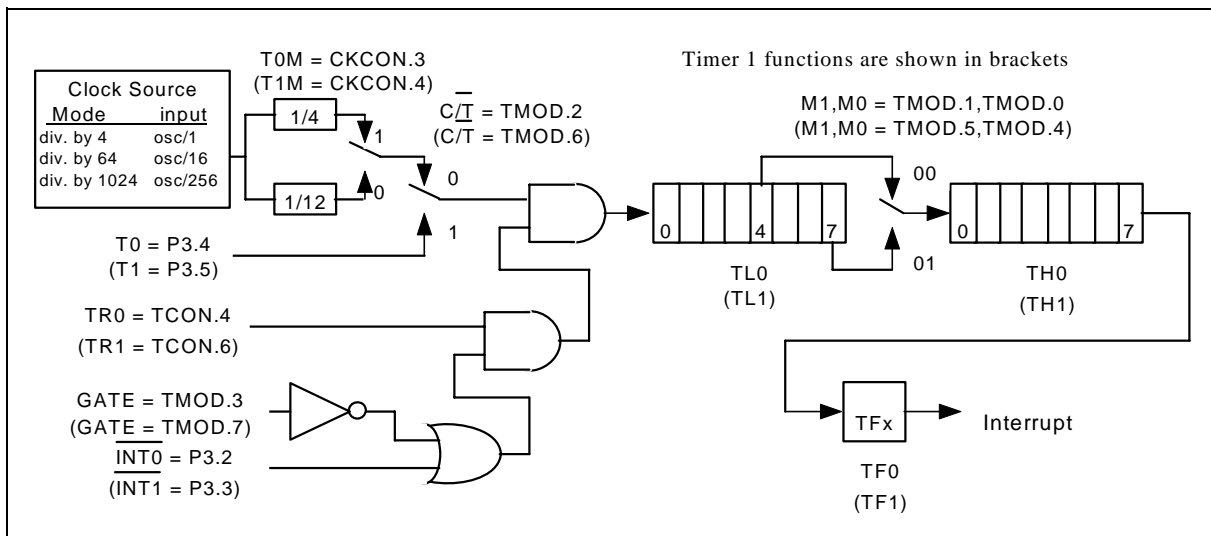 T0M = CKCON.3
(T1M = CKCON.4)
Timer 1 functions are shown in brackets
Clock Source
Mode input
div. by 4 osc/1
div. by 64 osc/16
div. by 1024 osc/256
1/4
1/12
1
0
C/T̅ = TMOD.2
(C/T̅ = TMOD.6)
0
1
M1,M0 = TMOD.1,TMOD.0
(M1,M0 = TMOD.5,TMOD.4)
00
01
0 4 7
TL0
(TL1)
0 7
TH0
(TH1)
T0 = P3.4
(T1 = P3.5)
TR0 = TCON.4
(TR1 = TCON.6)
GATE = TMOD.3
(GATE = TMOD.7)
I̅N̅T̅0̅ = P3.2
(I̅N̅T̅1̅ = P3.3)
TFx
Interrupt
TF0
(TF1)